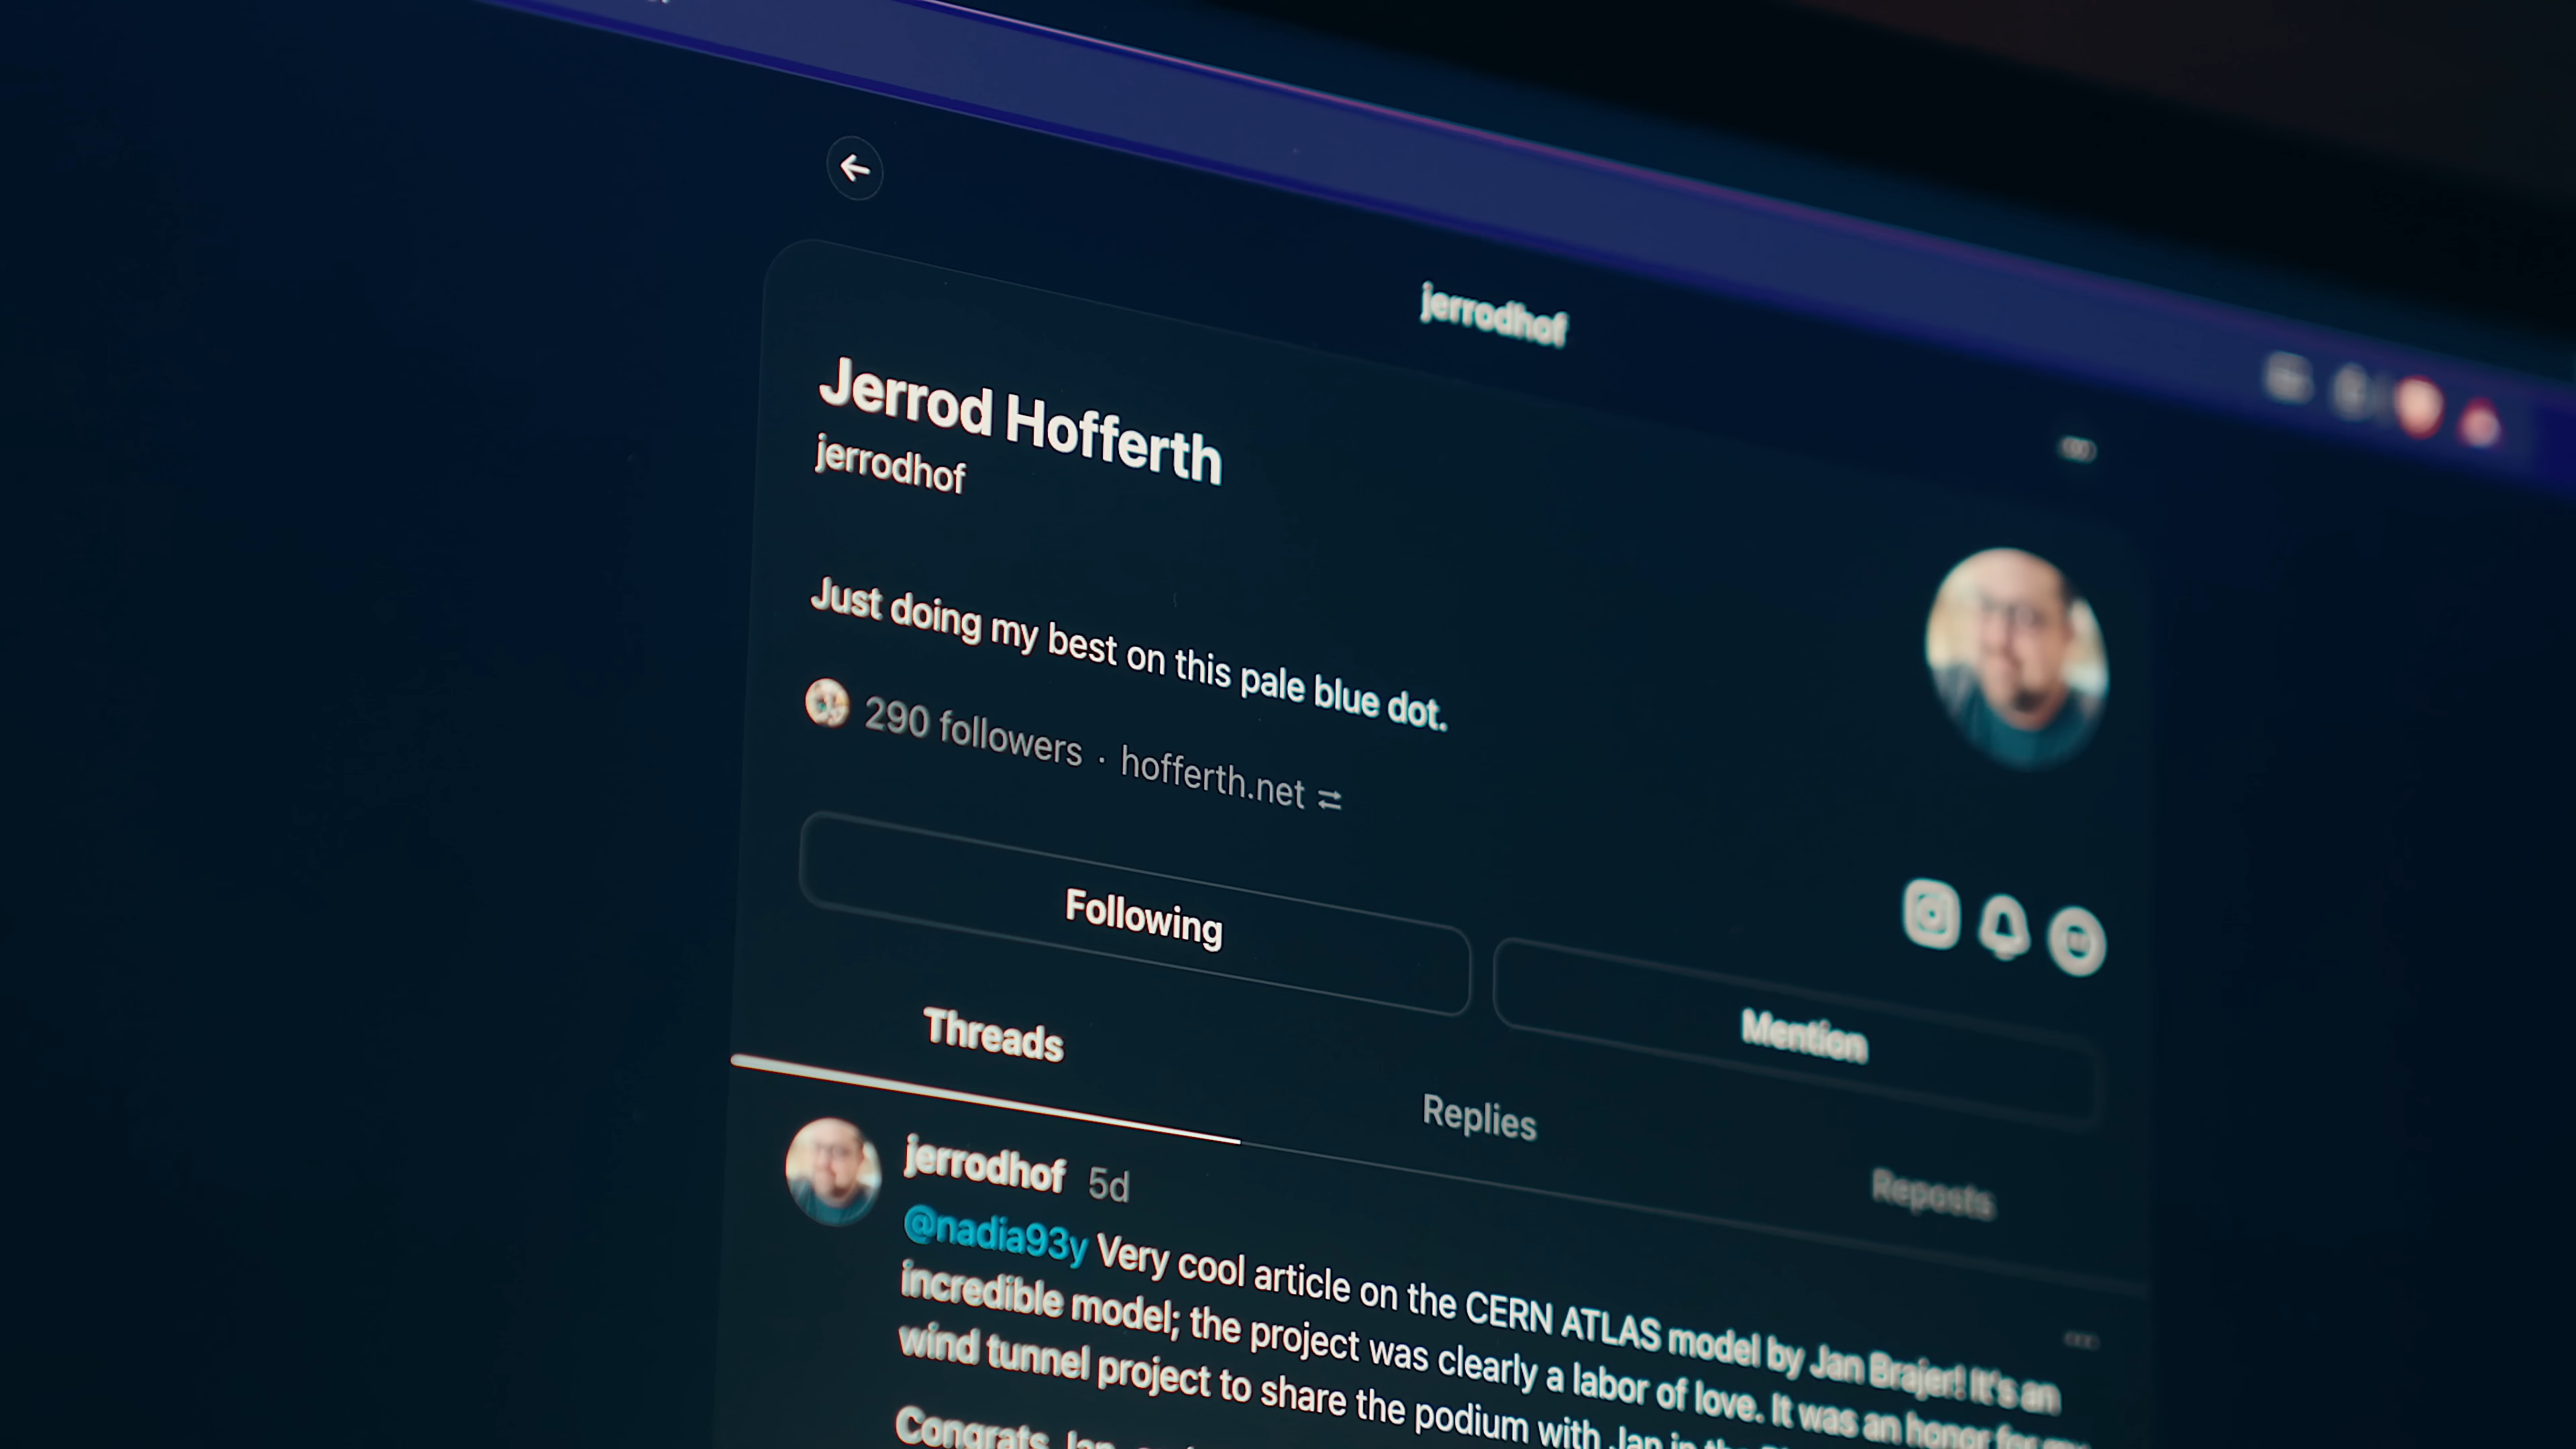 jerrodhof
Jerrod Hofferth
jerrodhof
Just doing my best on this pale blue dot.
290 followers · hofferth.net
Following
Mention
Threads
Replies
Reposts
jerrodhof 5d
@nadia93y Very cool article on the CERN ATLAS model by Jan Brajer! It's an
incredible model; the project was clearly a labor of love. It was an honor for my
wind tunnel project to share the podium with Jan in the
Congrats Jan,